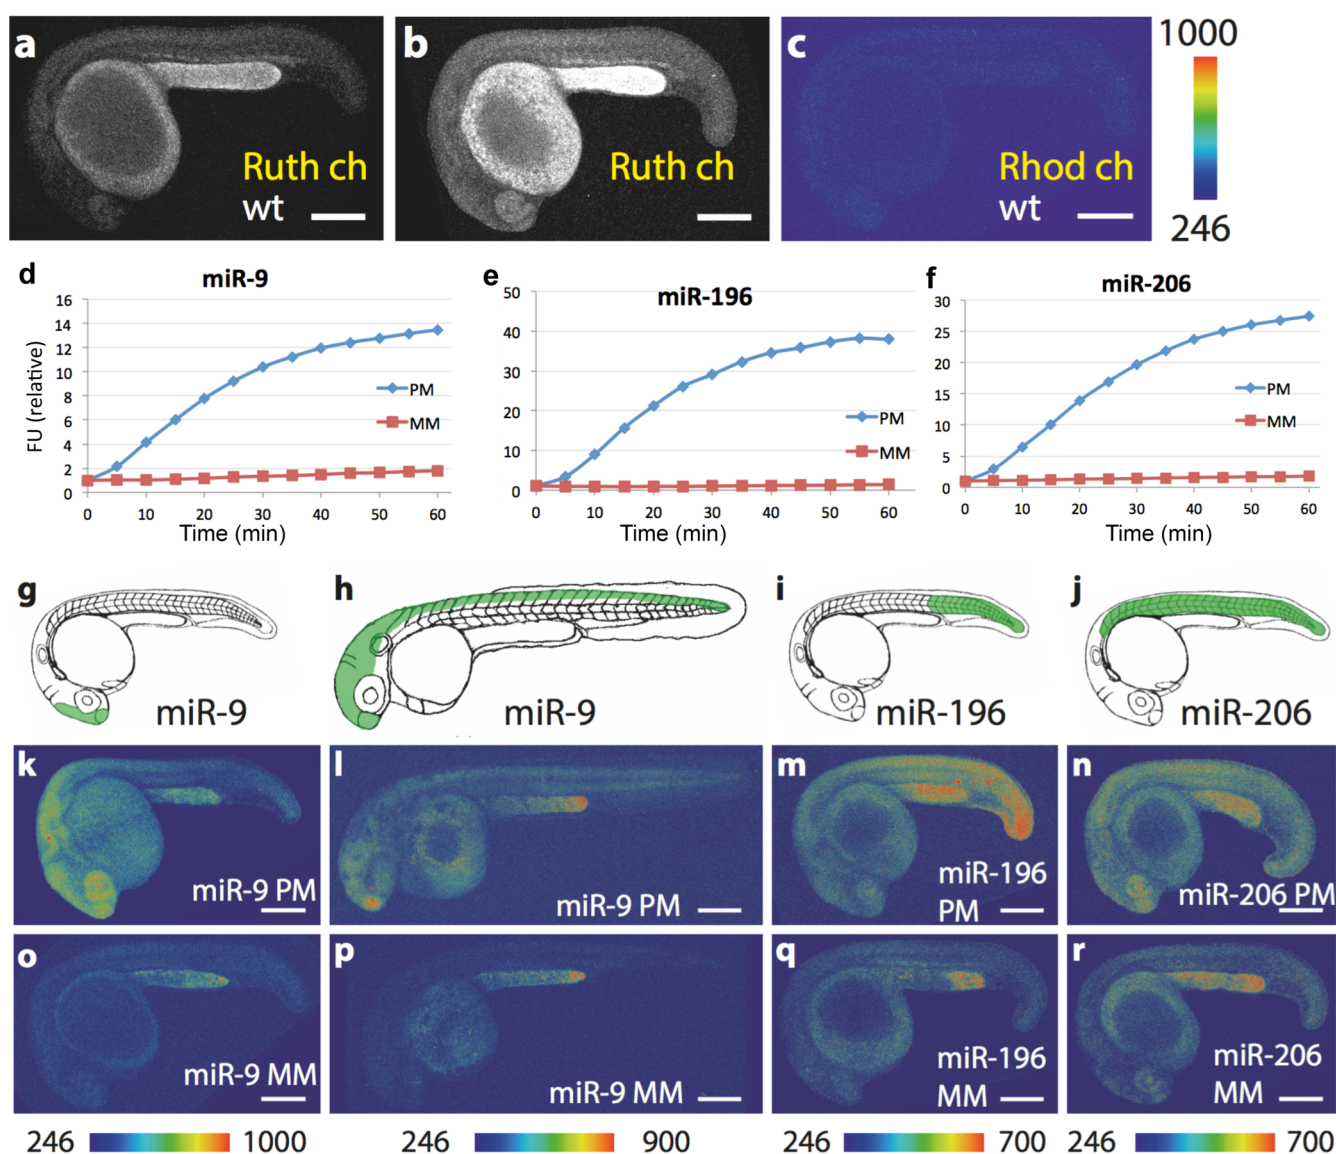 a
Ruth ch
wt
b
Ruth ch
c
Rhod ch
wt
1000
246
d
miR-9
FU (relative)
16
14
12
10
8
6
4
2
0
PM
MM
0 10 20 30 40 50 60
Time (min)
e
miR-196
50
40
30
20
10
0
PM
MM
0 10 20 30 40 50 60
Time (min)
f
miR-206
30
25
20
15
10
5
0
PM
MM
0 10 20 30 40 50 60
Time (min)
g
miR-9
h
miR-9
i
miR-196
j
miR-206
k
miR-9 PM
l
miR-9 PM
m
miR-196
PM
n
miR-206 PM
o
miR-9 MM
p
miR-9 MM
q
miR-196
MM
r
miR-206
MM
246 1000
246 900
246 700
246 700